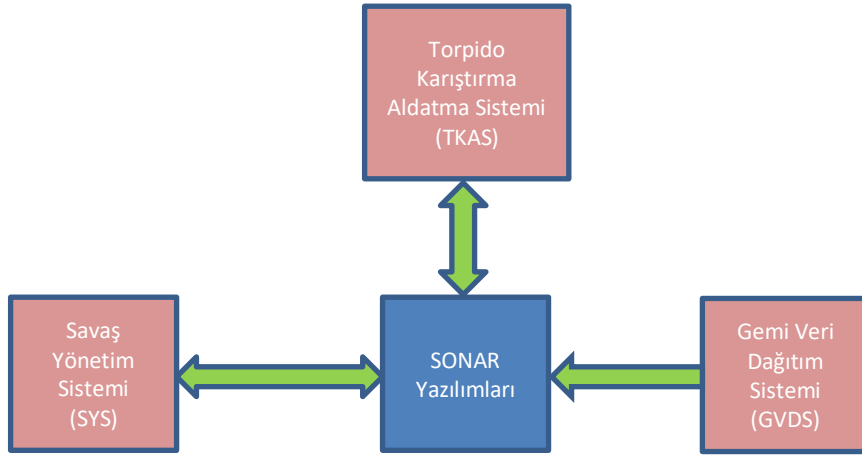 Torpido
Karıştırma
Aldatma Sistemi
(TKAS)
Savaş
Yönetim
Sistemi
(SYS)
SONAR
Yazılımları
Gemi Veri
Dağıtım
Sistemi
(GVDS)